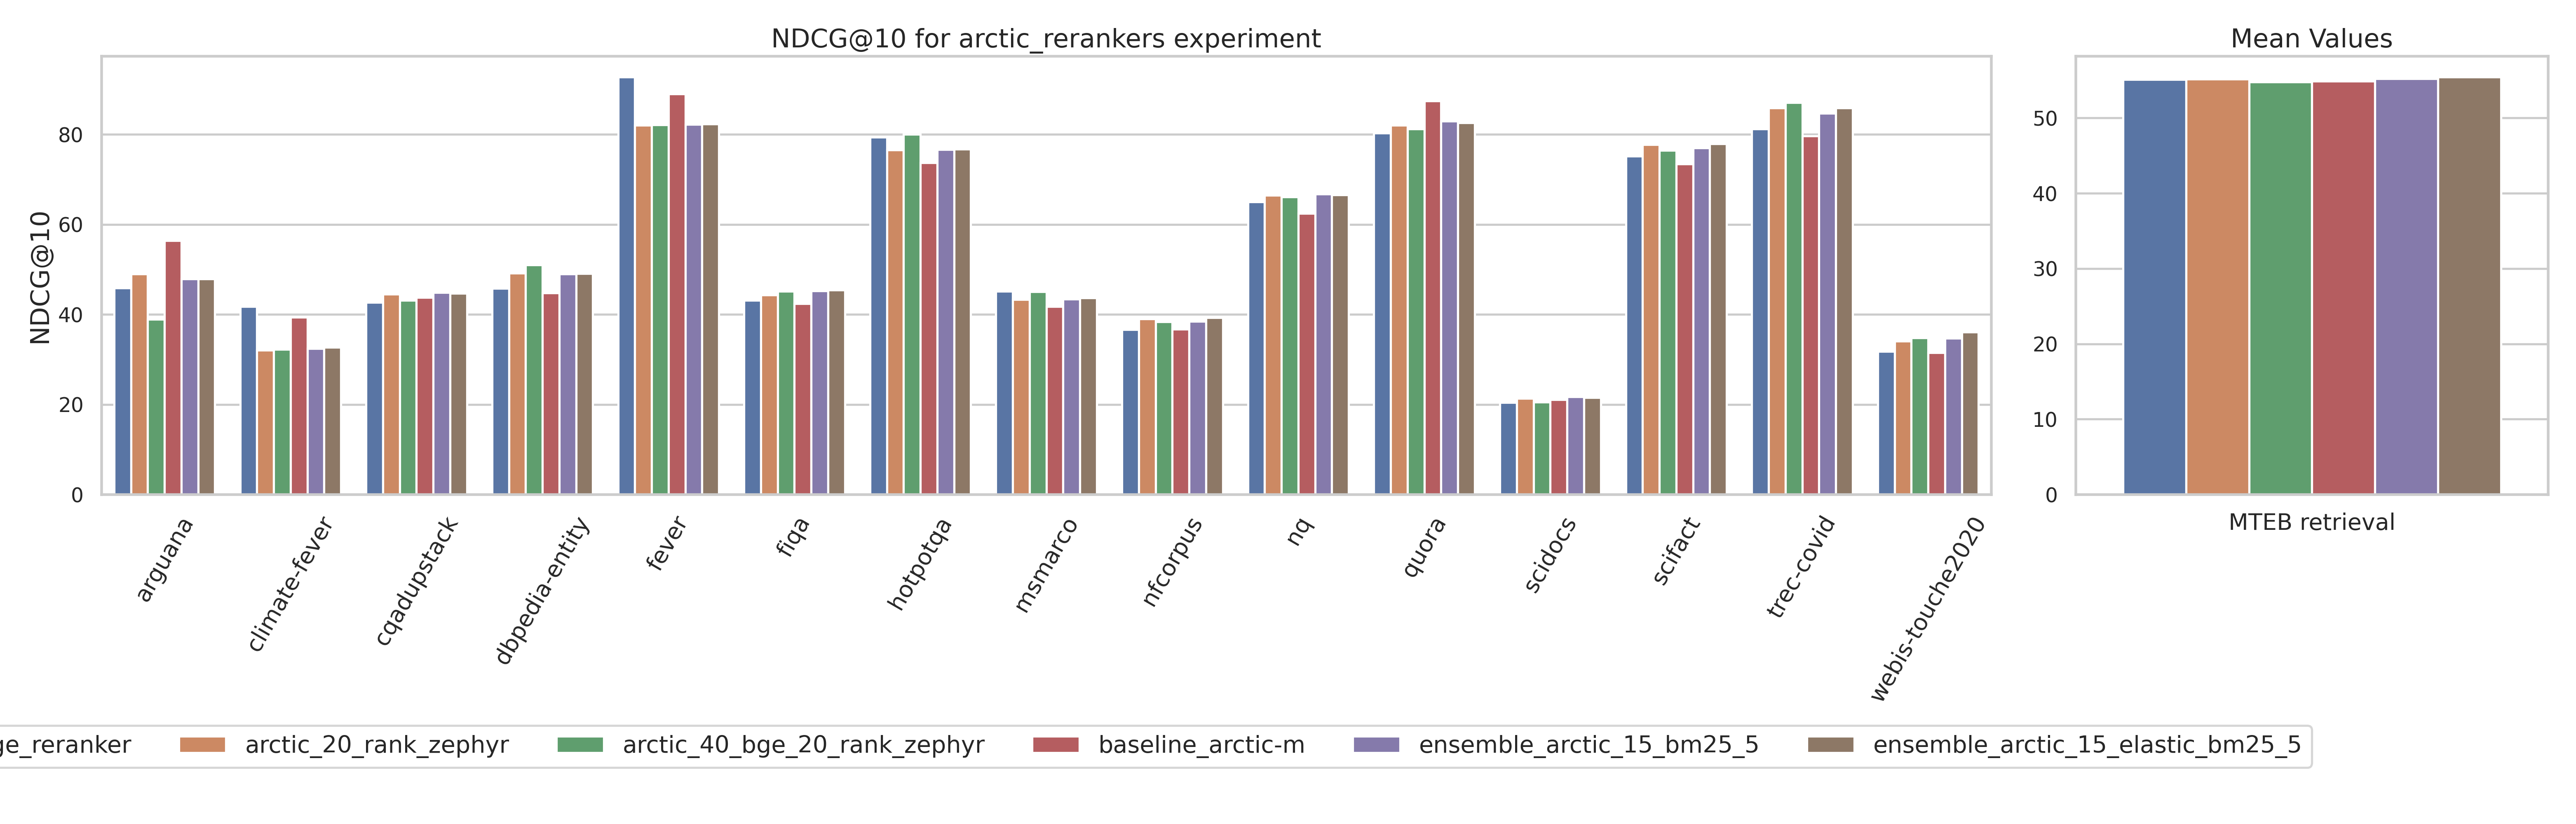 NDCG@10 for arctic_rerankers experiment
Mean Values
NDCG@10
80
60
40
20
0
50
40
30
20
10
0
arguana
climate-fever
cqadupstack
dbpedia-entity
fever
fiqa
hotpotqa
msmarco
nfcorpus
nq
quora
scidocs
scifact
trec-covid
webis-touche2020
MTEB retrieval
ge_reranker arctic_20_rank_zephyr arctic_40_bge_20_rank_zephyr baseline_arctic-m ensemble_arctic_15_bm25_5 ensemble_arctic_15_elastic_bm25_5